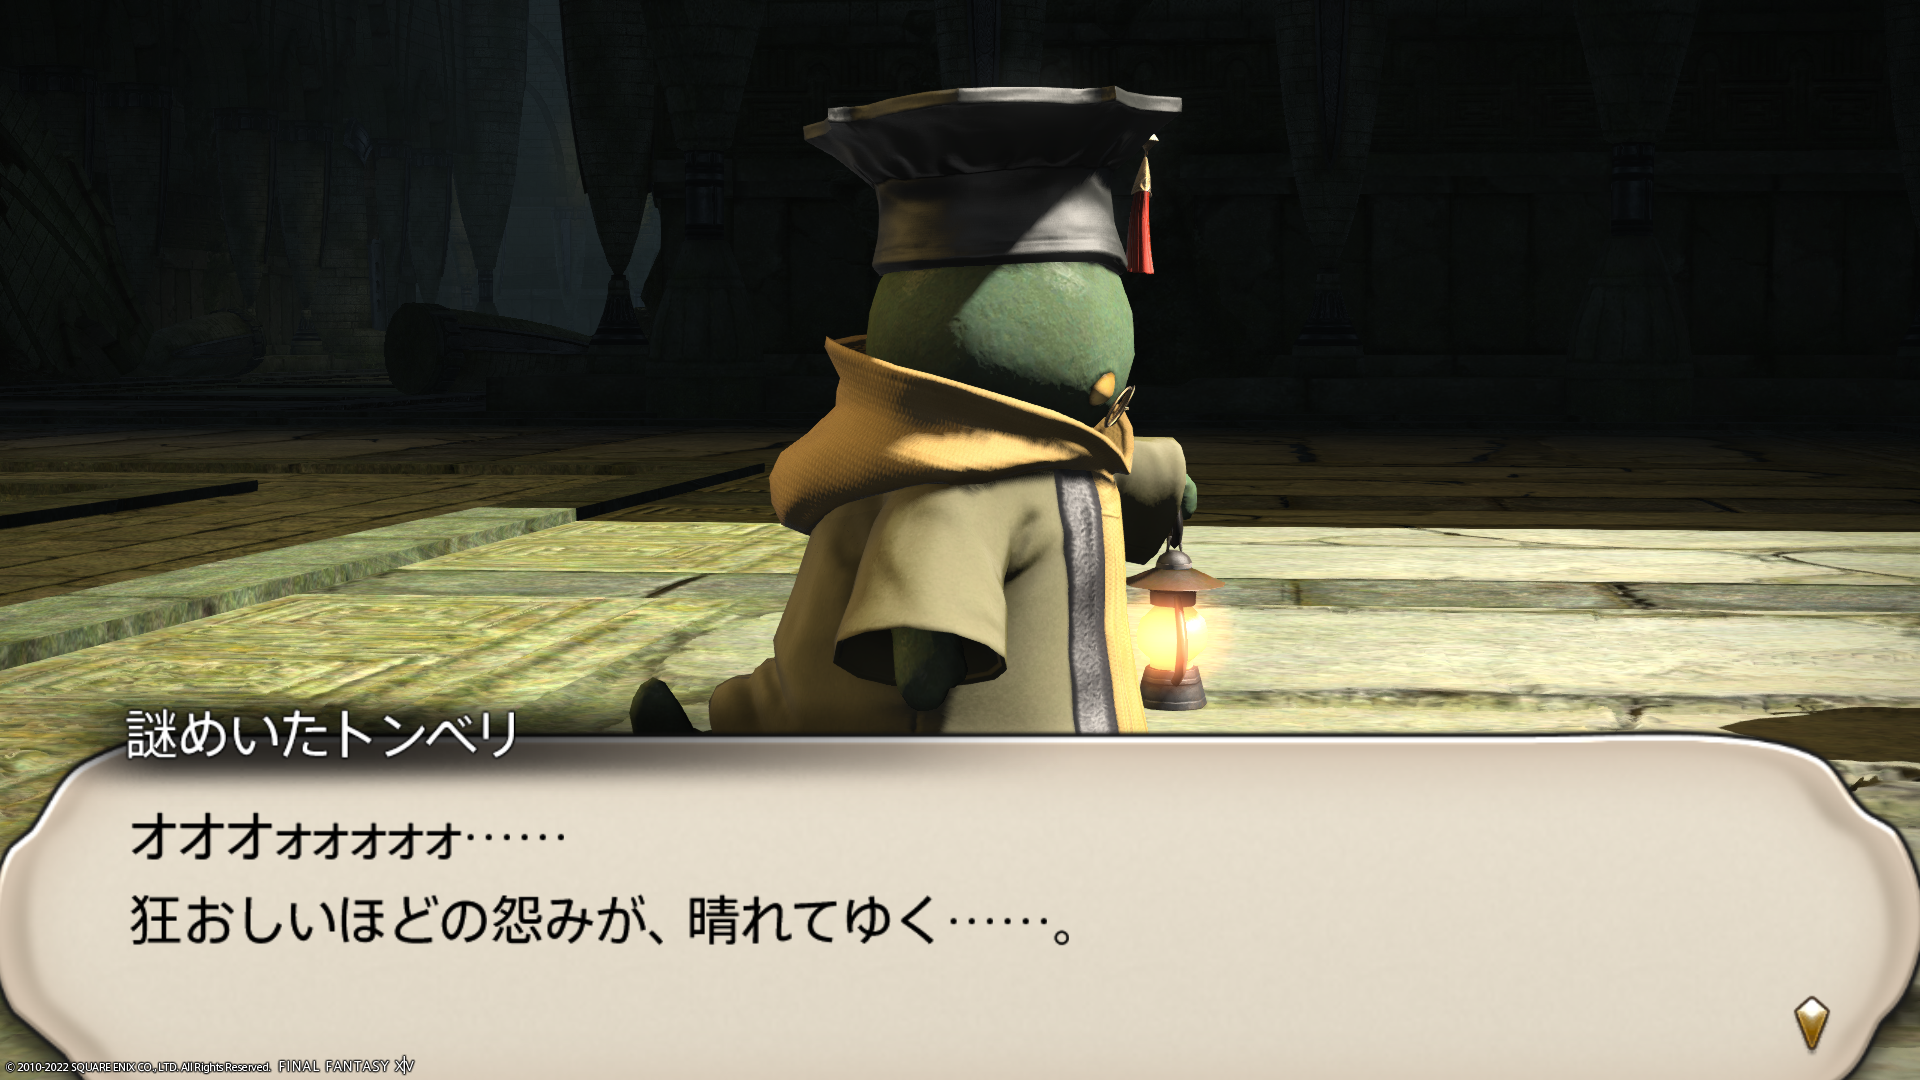 謎めいたトンベリ
オオオォォォォォ……
狂おしいほどの怨みが、晴れてゆく……。
© 2010-2022 SQUARE ENIX CO., LTD. All Rights Reserved. FINAL FANTASY XIV